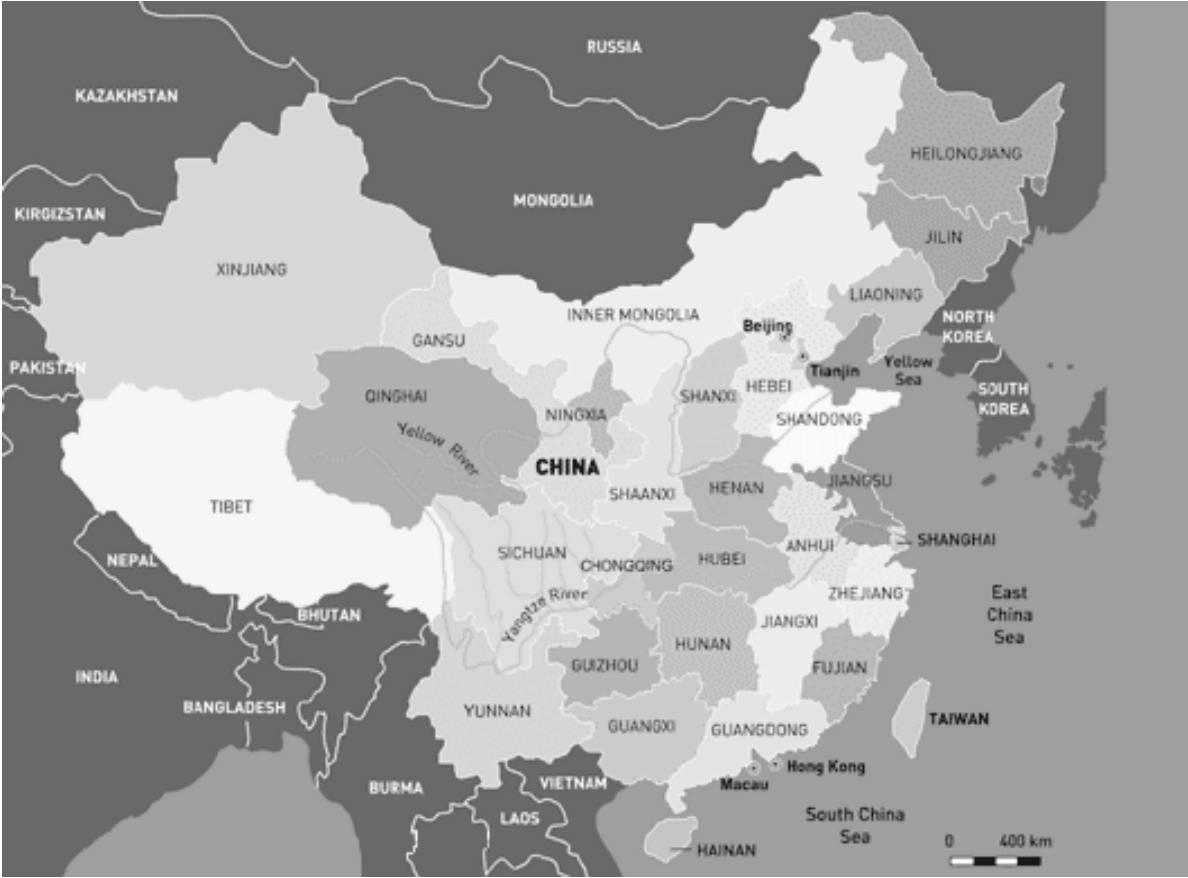 RUSSIA
KAZAKHSTAN
HEILONGJIANG
MONGOLIA
KIRGIZSTAN
JILIN
XINJIANG
LIAONING
INNER MONGOLIA
NORTH
KOREA
Beijing
GANSU
Yellow
Sea
PAKISTAN
Tianjin
HEBEI
SOUTH
KOREA
QINGHAI
SHANXI
NINGXIA
SHANDONG
Yellow River
CHINA
JIANGSU
HENAN
SHAANXI
TIBET
SHANGHAI
ANHUI
SICHUAN
HUBEI
NEPAL
CHONGQING
ZHEJIANG
East
China
Sea
Yangtze River
BHUTAN
JIANGXI
HUNAN
GUIZHOU
FUJIAN
INDIA
BANGLADESH
YUNNAN
TAIWAN
GUANGXI
GUANGDONG
Hong Kong
VIETNAM
Macau
BURMA
LAOS
South China
Sea
0 400 km
HAINAN